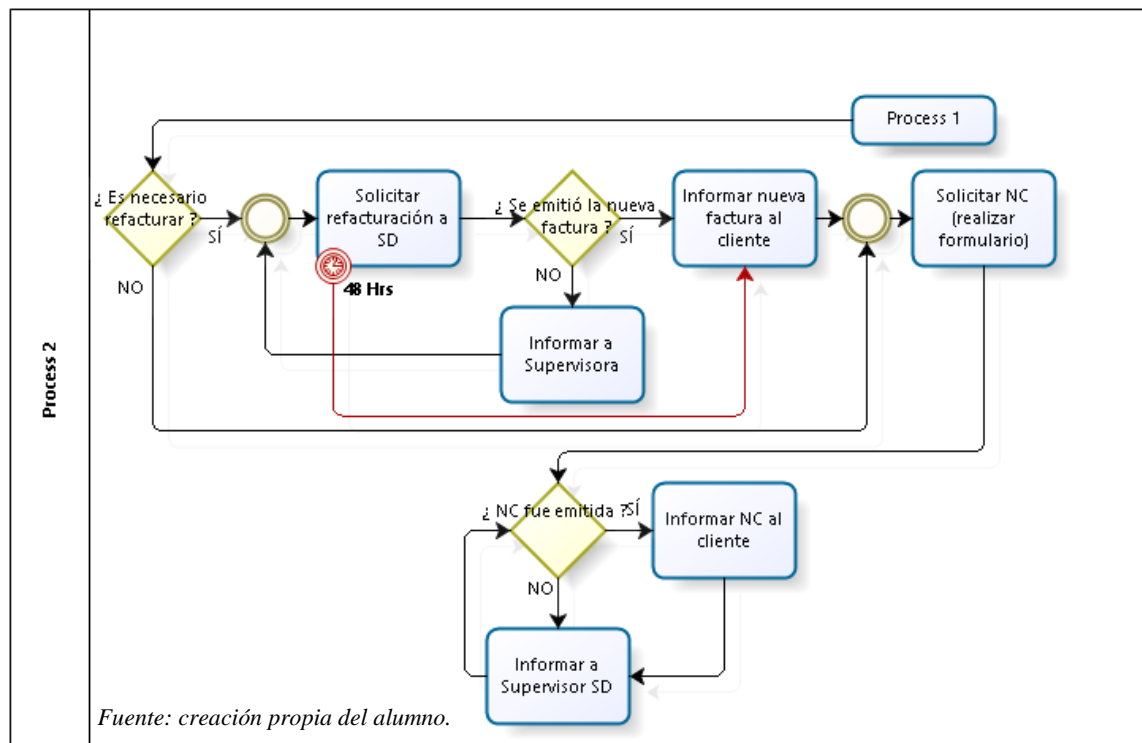 Process 2
Process 1
¿ Es necesario
refacturar ?
SÍ
NO
Solicitar
refacturación a
SD
48 Hrs
¿ Se emitió la nueva
factura ?
SÍ
NO
Informar nueva
factura al
cliente
Solicitar NC
(realizar
formulario)
Informar a
Supervisora
¿ NC fue emitida ?
SÍ
NO
Informar NC al
cliente
Informar a
Supervisor SD
Fuente: creación propia del alumno.